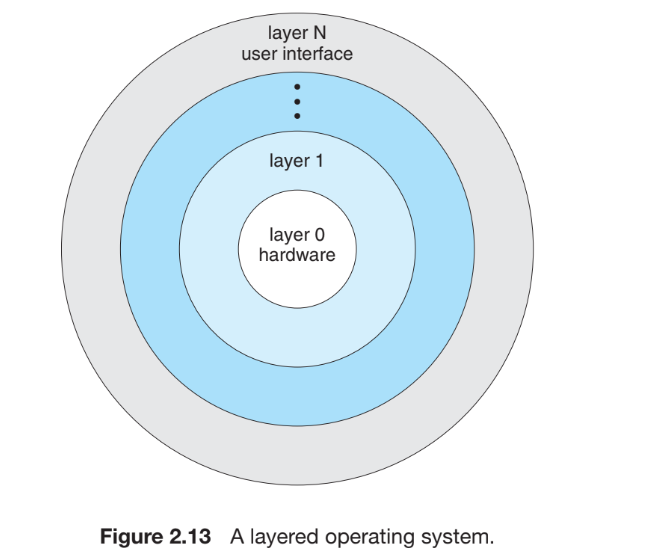 layer N
user interface
layer 1
layer 0
hardware
Figure 2.13 A layered operating system.